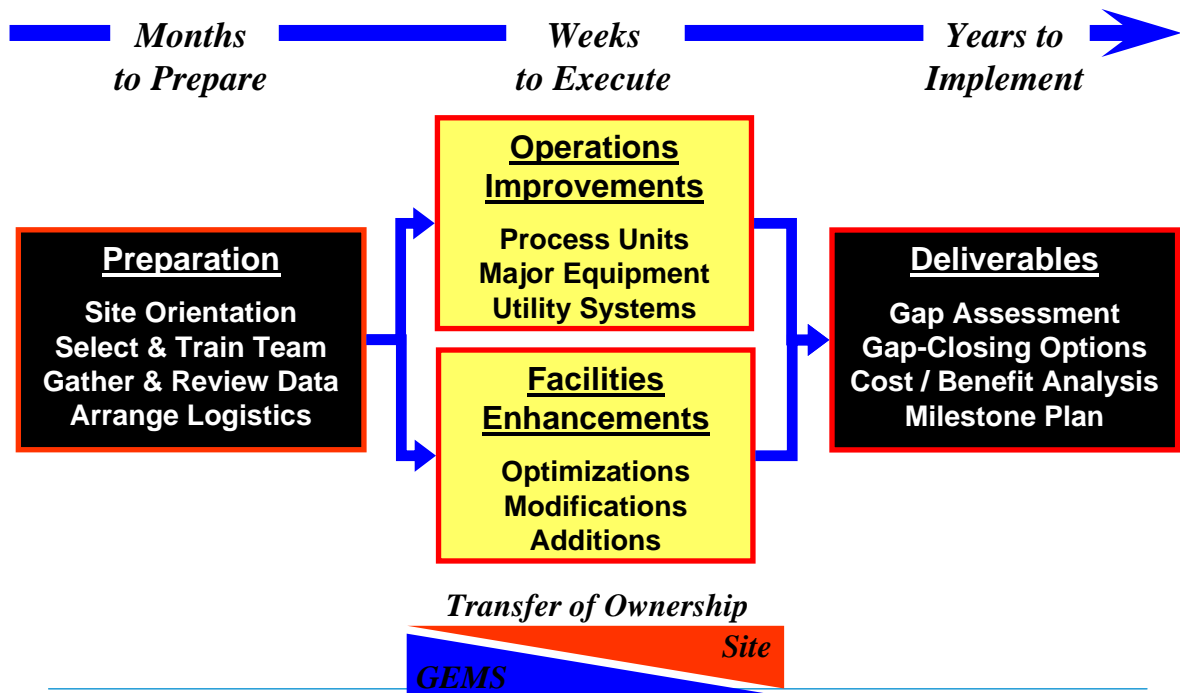 Months
to Prepare
Weeks
to Execute
Years to
Implement
Preparation
Site Orientation
Select & Train Team
Gather & Review Data
Arrange Logistics
Operations
Improvements
Process Units
Major Equipment
Utility Systems
Facilities
Enhancements
Optimizations
Modifications
Additions
Deliverables
Gap Assessment
Gap-Closing Options
Cost / Benefit Analysis
Milestone Plan
Transfer of Ownership
Site
GEMS